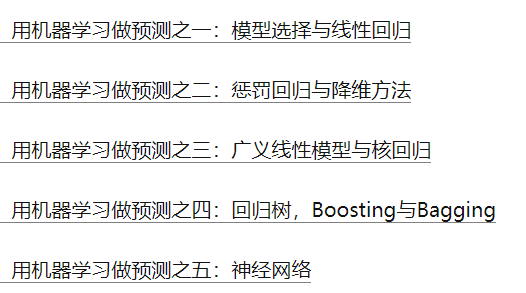 用机器学习做预测之一：模型选择与线性回归
用机器学习做预测之二：惩罚回归与降维方法
用机器学习做预测之三：广义线性模型与核回归
用机器学习做预测之四：回归树，Boosting与Bagging
用机器学习做预测之五：神经网络